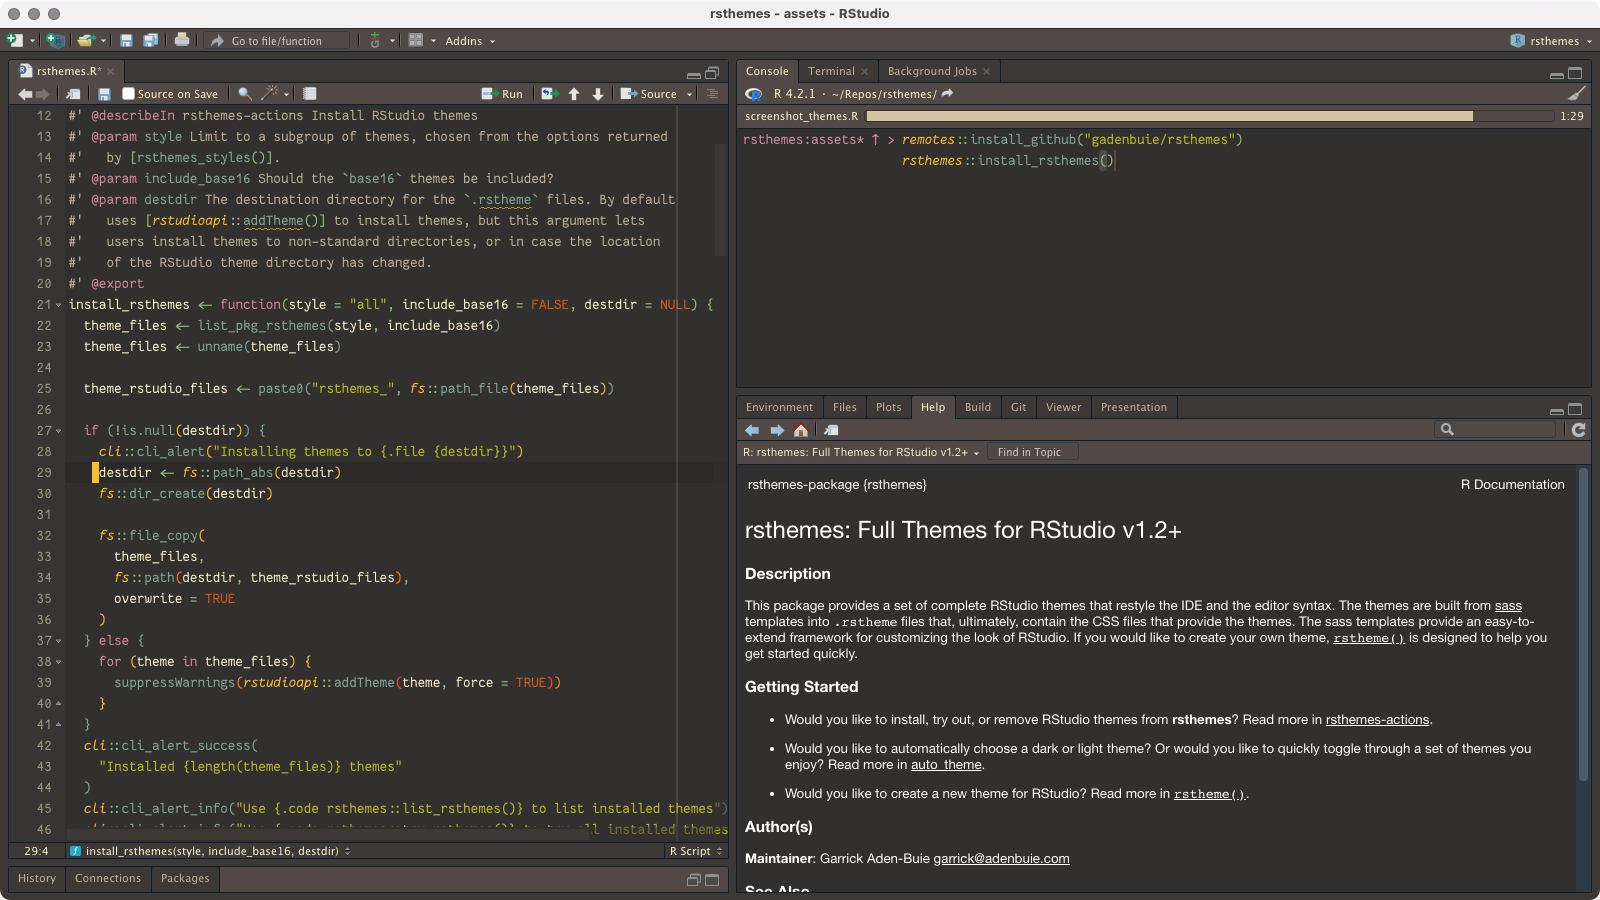 rsthemes - assets - RStudio
Go to file/function
Addins
rsthemes
rsthemes.R*
Source on Save
Run
Source
12 #' @describeIn rsthemes-actions Install RStudio themes
13 #' @param style Limit to a subgroup of themes, chosen from the options returned
14 #'   by [rsthemes_styles()].
15 #' @param include_base16 Should the `base16` themes be included?
16 #' @param destdir The destination directory for the `.rstheme` files. By default
17 #'   uses [rstudioapi::addTheme()] to install themes, but this argument lets
18 #'   users install themes to non-standard directories, or in case the location
19 #'   of the RStudio theme directory has changed.
20 #' @export
21 install_rsthemes <- function(style = "all", include_base16 = FALSE, destdir = NULL) {
22   theme_files <- list_pkg_rsthemes(style, include_base16)
23   theme_files <- unname(theme_files)
24
25   theme_rstudio_files <- paste0("rsthemes_", fs::path_file(theme_files))
26
27   if (!is.null(destdir)) {
28     cli::cli_alert("Installing themes to {.file {destdir}}")
29     destdir <- fs::path_abs(destdir)
30     fs::dir_create(destdir)
31
32     fs::file_copy(
33       theme_files,
34       fs::path(destdir, theme_rstudio_files),
35       overwrite = TRUE
36     )
37   } else {
38     for (theme in theme_files) {
39       suppressWarnings(rstudioapi::addTheme(theme, force = TRUE))
40     }
41   }
42   cli::cli_alert_success(
43     "Installed {length(theme_files)} themes"
44   )
45   cli::cli_alert_info("Use {.code rsthemes::list_rsthemes()} to list installed themes")
46
29:4 install_rsthemes(style, include_base16, destdir) R Script
History Connections Packages
Console Terminal Background Jobs
R 4.2.1 · ~/Repos/rsthemes/
screenshot_themes.R 1:29
rsthemes:assets* ↑ > remotes::install_github("gadenbuie/rsthemes")
rsthemes::install_rsthemes()
Environment Files Plots Help Build Git Viewer Presentation
R: rsthemes: Full Themes for RStudio v1.2+ Find in Topic
rsthemes-package {rsthemes} R Documentation
rsthemes: Full Themes for RStudio v1.2+
Description
This package provides a set of complete RStudio themes that restyle the IDE and the editor syntax. The themes are built from sass
templates into .rstheme files that, ultimately, contain the CSS files that provide the themes. The sass templates provide an easy-to-
extend framework for customizing the look of RStudio. If you would like to create your own theme, rstheme() is designed to help you
get started quickly.
Getting Started
• Would you like to install, try out, or remove RStudio themes from rsthemes? Read more in rsthemes-actions.
• Would you like to automatically choose a dark or light theme? Or would you like to quickly toggle through a set of themes you
enjoy? Read more in auto_theme.
• Would you like to create a new theme for RStudio? Read more in rstheme().
Author(s)
Maintainer: Garrick Aden-Buie garrick@adenbuie.com
See Also